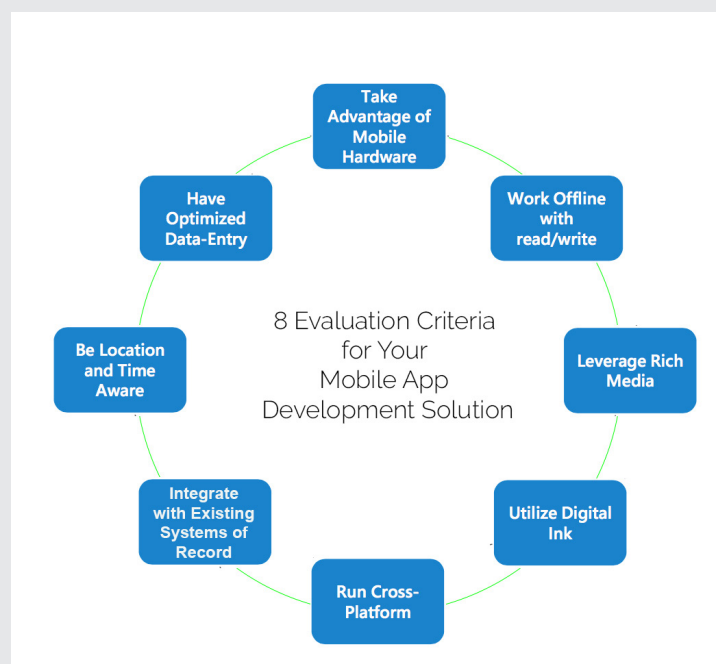 Take
Advantage of
Mobile
Hardware
Work Offline
with
read/write
Leverage Rich
Media
Utilize Digital
Ink
Run Cross-
Platform
Integrate
with Existing
Systems of
Record
Be Location
and Time
Aware
Have
Optimized
Data-Entry
8 Evaluation Criteria
for Your
Mobile App
Development Solution